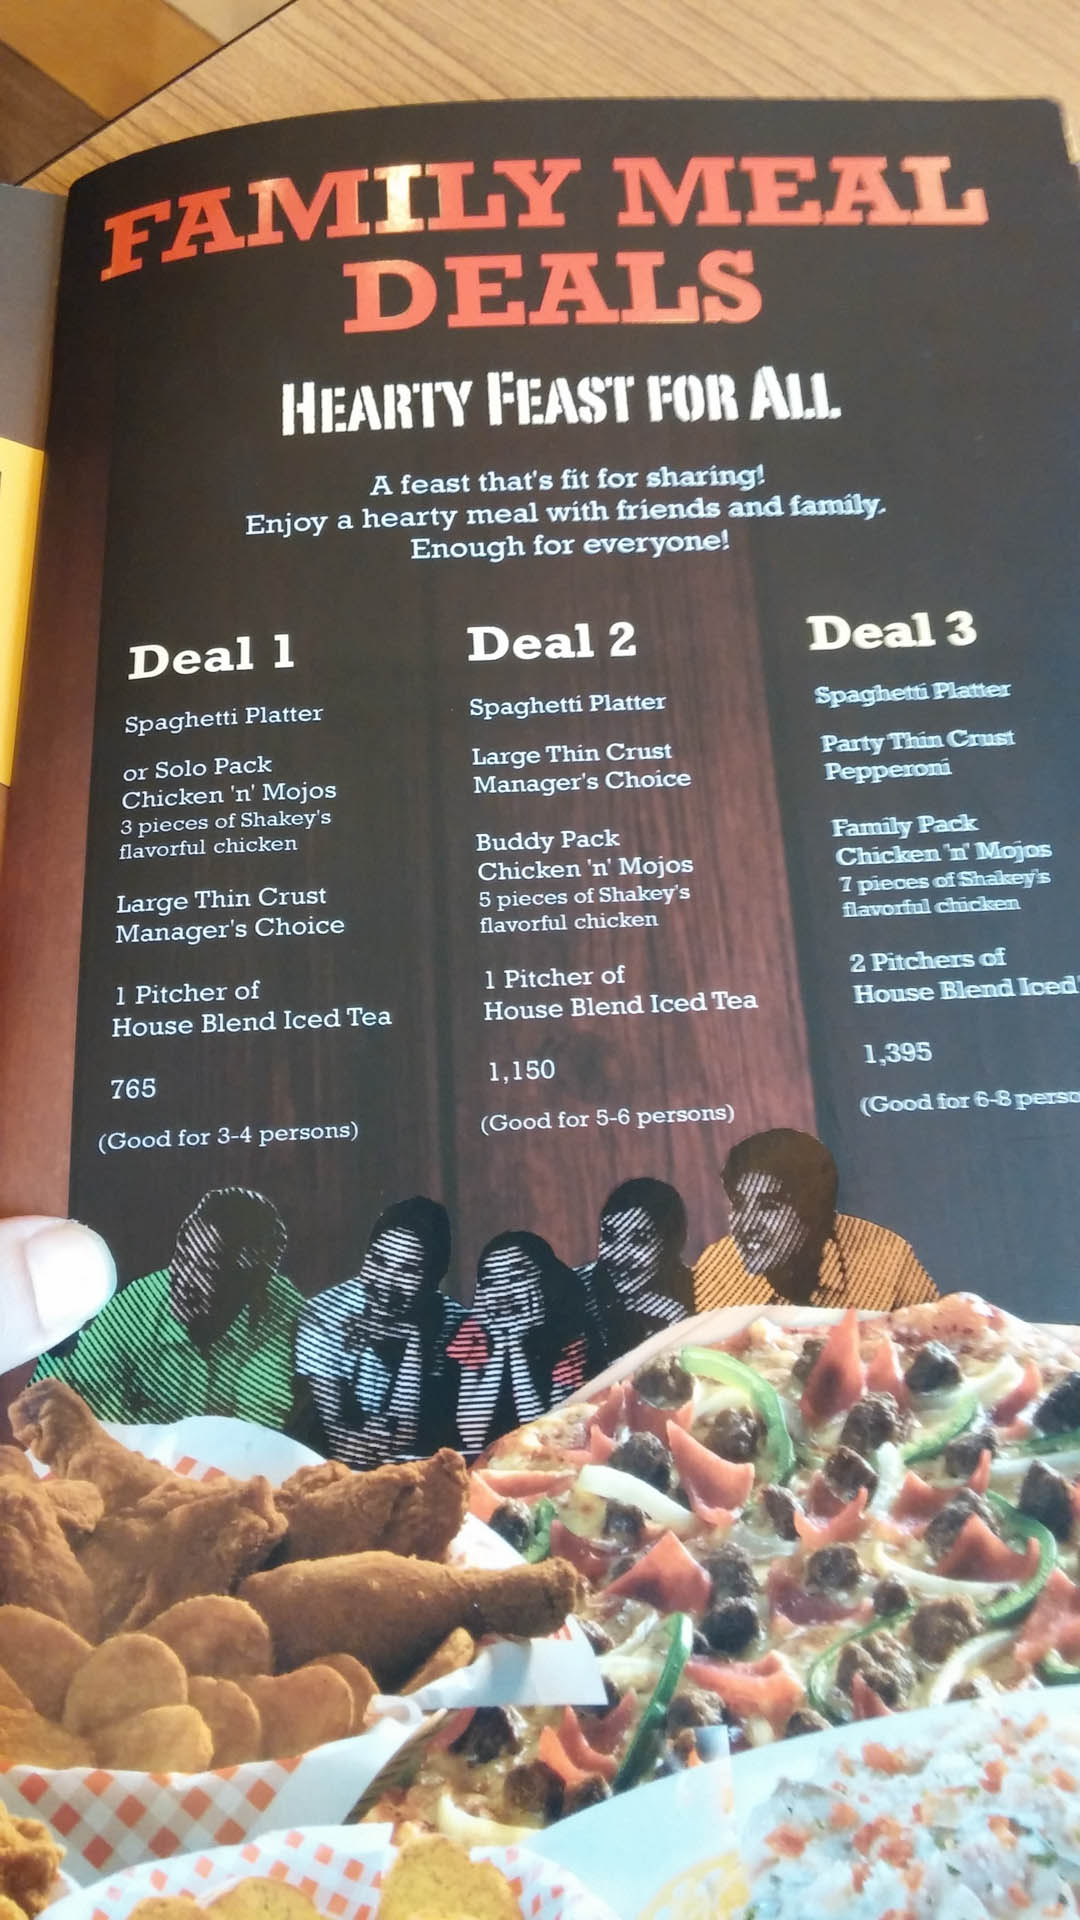 FAMILY MEAL
DEALS
HEARTY FEAST FOR ALL
A feast that's fit for sharing!
Enjoy a hearty meal with friends and family.
Enough for everyone!
Deal 1
Spaghetti Platter
or Solo Pack
Chicken 'n' Mojos
3 pieces of Shakey's
flavorful chicken
Large Thin Crust
Manager's Choice
1 Pitcher of
House Blend Iced Tea
765
(Good for 3-4 persons)
Deal 2
Spaghetti Platter
Large Thin Crust
Manager's Choice
Buddy Pack
Chicken 'n' Mojos
5 pieces of Shakey's
flavorful chicken
1 Pitcher of
House Blend Iced Tea
1,150
(Good for 5-6 persons)
Deal 3
Spaghetti Platter
Party Thin Crust
Pepperoni
Family Pack
Chicken 'n' Mojos
7 pieces of Shakey's
flavorful chicken
2 Pitchers of
House Blend Iced
1,395
(Good for 6-8 perso